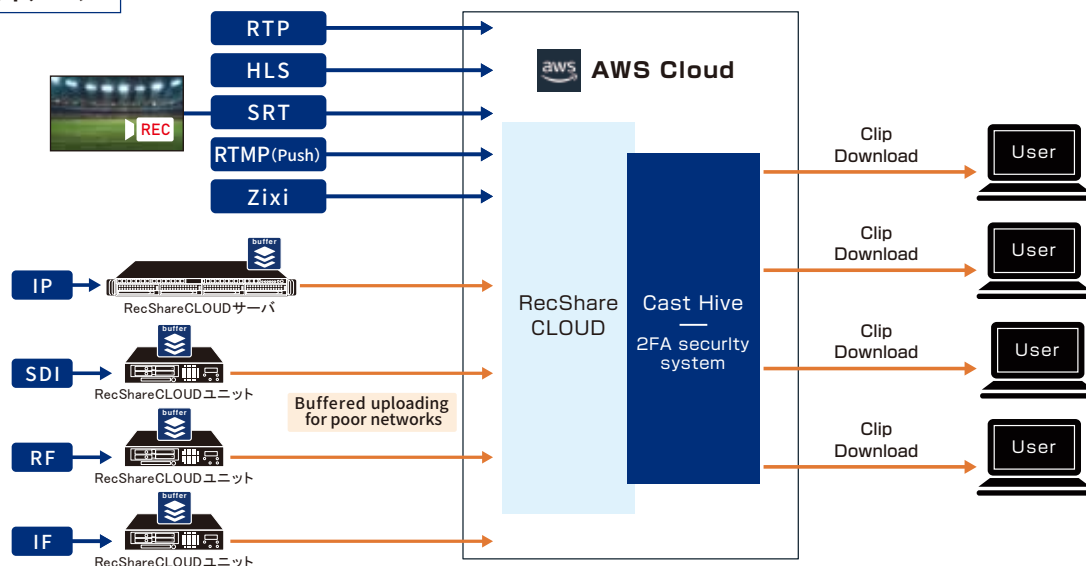 RTP
HLS
SRT
RTMP(Push)
Zixi
REC
aws
AWS Cloud
buffer
IP
RecShareCLOUDサーバ
buffer
SDI
RecShareCLOUDユニット
Buffered uploading
for poor networks
buffer
RF
RecShareCLOUDユニット
buffer
IF
RecShareCLOUDユニット
RecShare
CLOUD
Cast Hive
2FA security
system
Clip
Download
User
Clip
Download
User
Clip
Download
User
Clip
Download
User